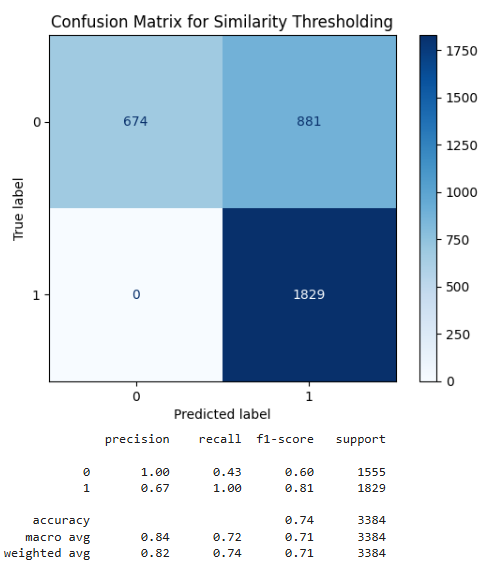 Confusion Matrix for Similarity Thresholding
1750
0 674 881
1500
1250
True label
1000
750
1 0 1829
500
250
0
0 1
Predicted label
precision recall f1-score support
0 1.00 0.43 0.60 1555
1 0.67 1.00 0.81 1829
accuracy 0.74 3384
macro avg 0.84 0.72 0.71 3384
weighted avg 0.82 0.74 0.71 3384